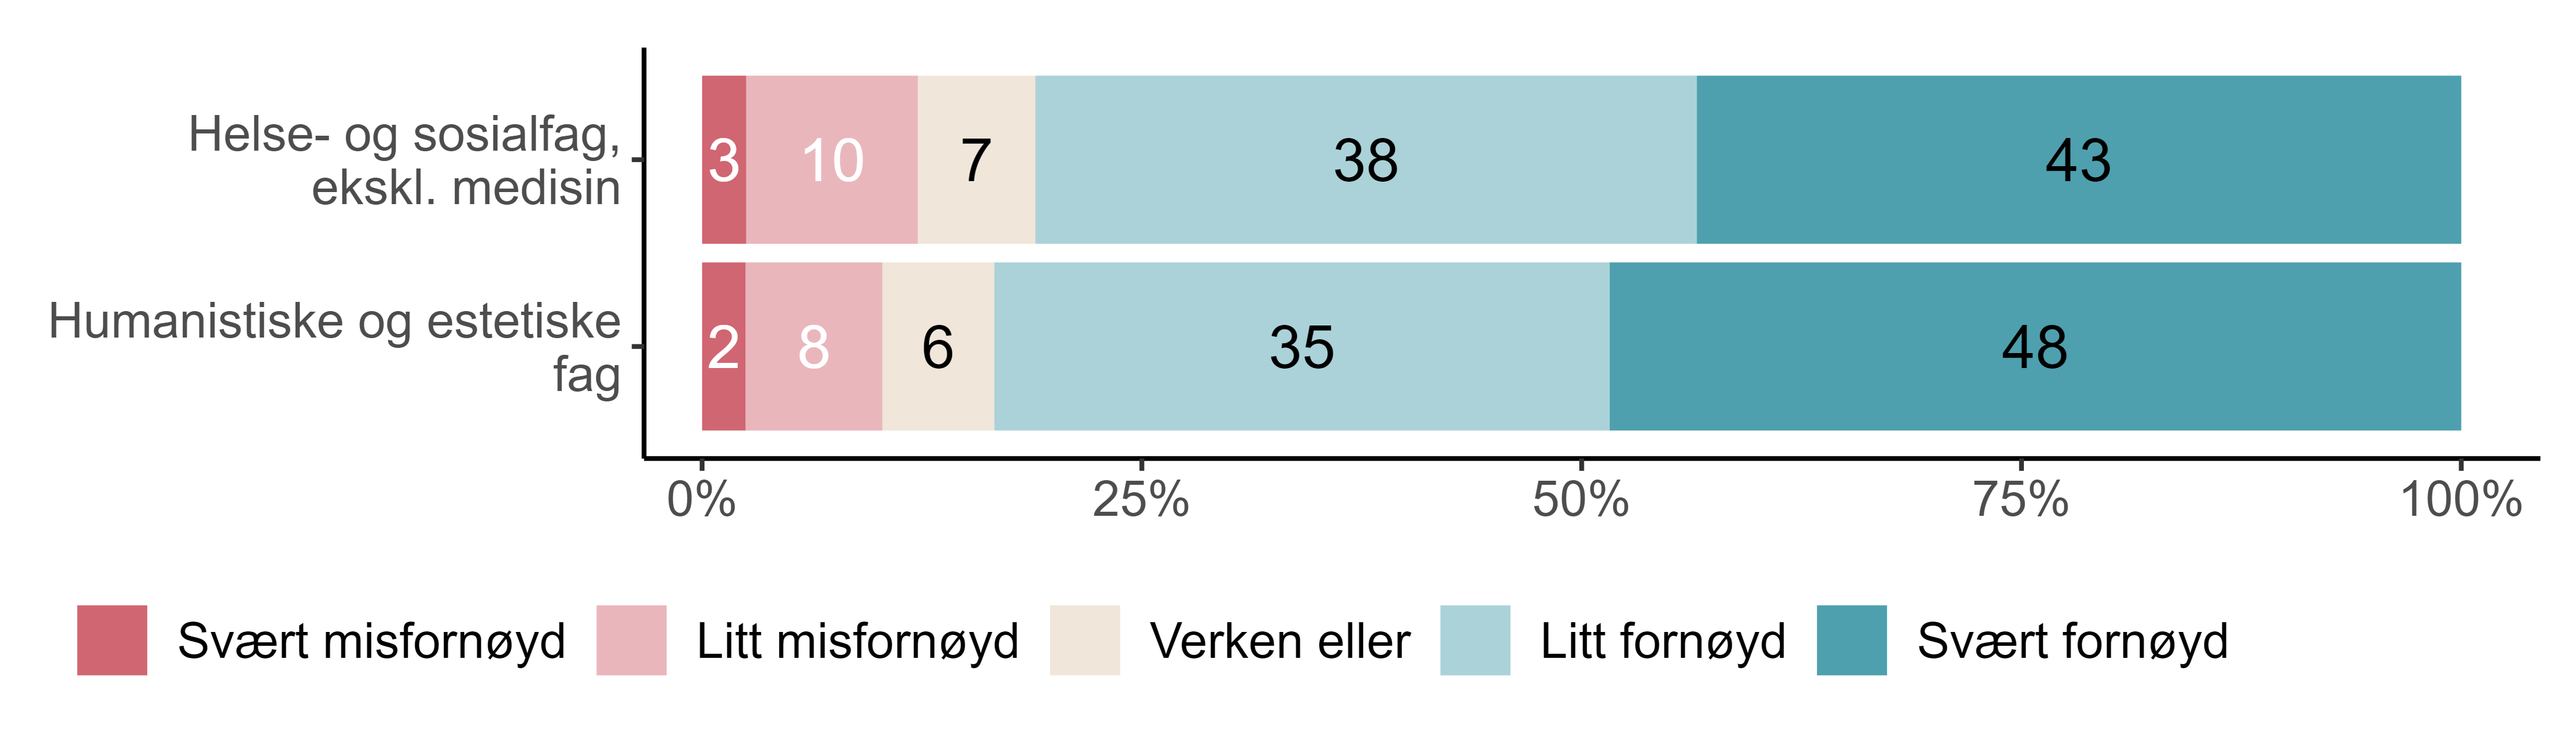 Helse- og sosialfag,
ekskl. medisin
3 10 7 38 43
Humanistiske og estetiske
fag
2 8 6 35 48
0% 25% 50% 75% 100%
Svært misfornøyd Litt misfornøyd Verken eller Litt fornøyd Svært fornøyd